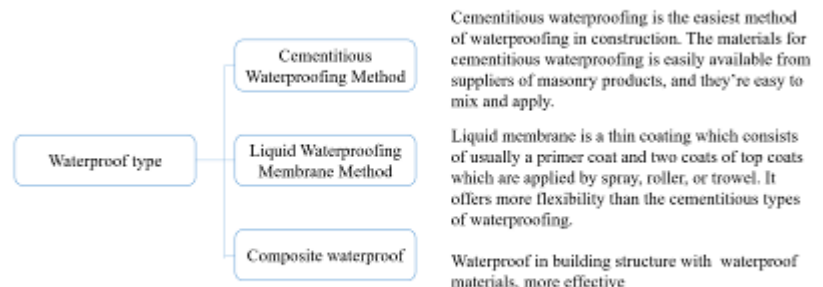 Waterproof type
Cementitious
Waterproofing Method
Cementitious waterproofing is the easiest method
of waterproofing in construction. The materials for
cementitious waterproofing is easily available from
suppliers of masonry products, and they're easy to
mix and apply.
Liquid Waterproofing
Membrane Method
Liquid membrane is a thin coating which consists
of usually a primer coat and two coats of top coats
which are applied by spray, roller, or trowel. It
offers more flexibility than the cementitious types
of waterproofing.
Composite waterproof
Waterproof in building structure with waterproof
materials, more effective